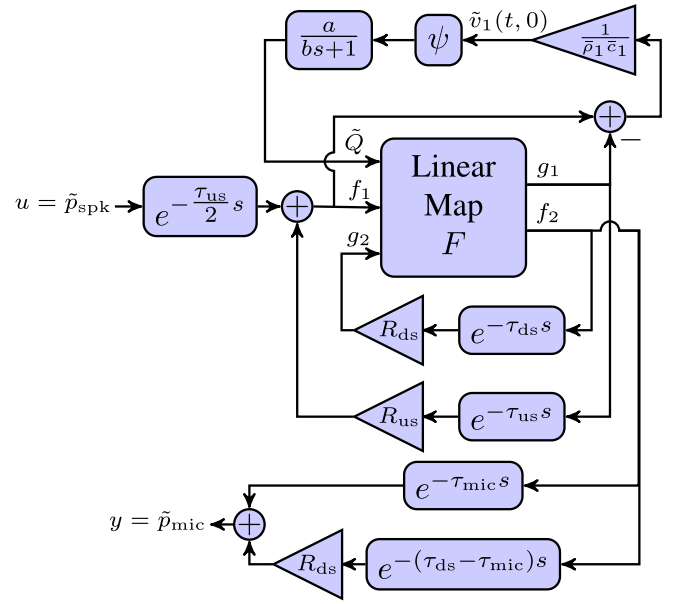 a/(bs+1)
ψ
ṽ₁(t, 0)
1/(ρ̄₁c̄₁)
+
−
Q̃
Linear
Map
F
g₁
f₁
f₂
g₂
u = p̃_spk
e^{−(τ_us/2)s}
+
R_ds
e^{−τ_ds s}
R_us
e^{−τ_us s}
e^{−τ_mic s}
y = p̃_mic
+
R_ds
e^{−(τ_ds−τ_mic)s}